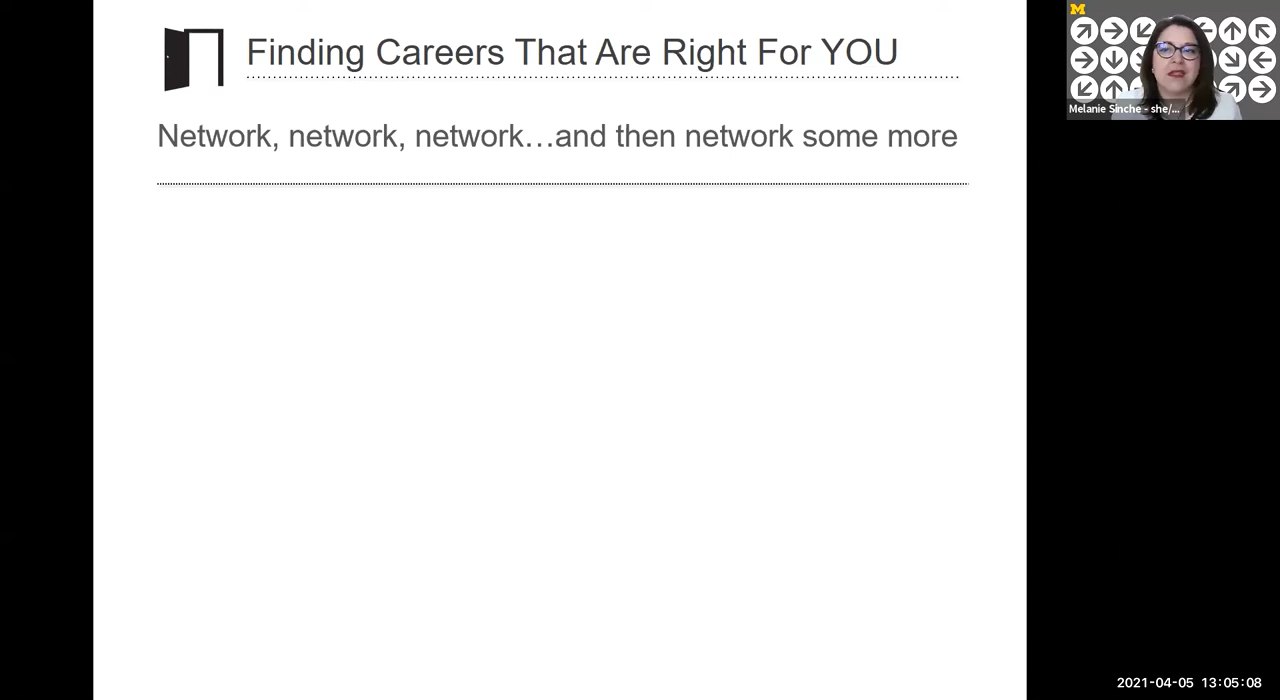 Finding Careers That Are Right For YOU
Network, network, network…and then network some more
M
Melanie Sinche - she/...
2021-04-05 13:05:08